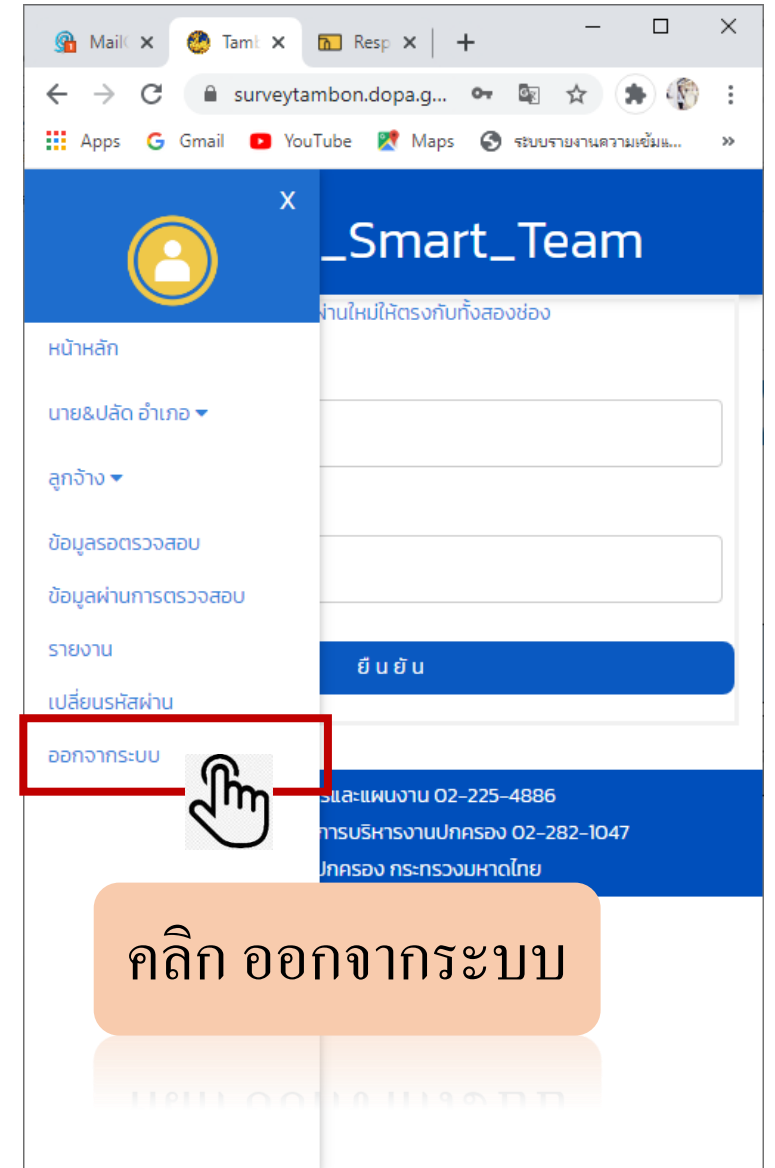 Mail
Tam
Resp
surveytambon.dopa.g...
Apps
Gmail
YouTube
Maps
ระบบรายงานความเข้มแ...
X
_Smart_Team
ผ่านใหม่ให้ตรงกับทั้งสองช่อง
หน้าหลัก
นาย&ปลัด อำเภอ
ลูกจ้าง
ข้อมูลรอตรวจสอบ
ข้อมูลผ่านการตรวจสอบ
รายงาน
ยืนยัน
เปลี่ยนรหัสผ่าน
ออกจากระบบ
และแผนงาน 02-225-4886
การบริหารงานปกครอง 02-282-1047
ปกครอง กระทรวงมหาดไทย
คลิก ออกจากระบบ